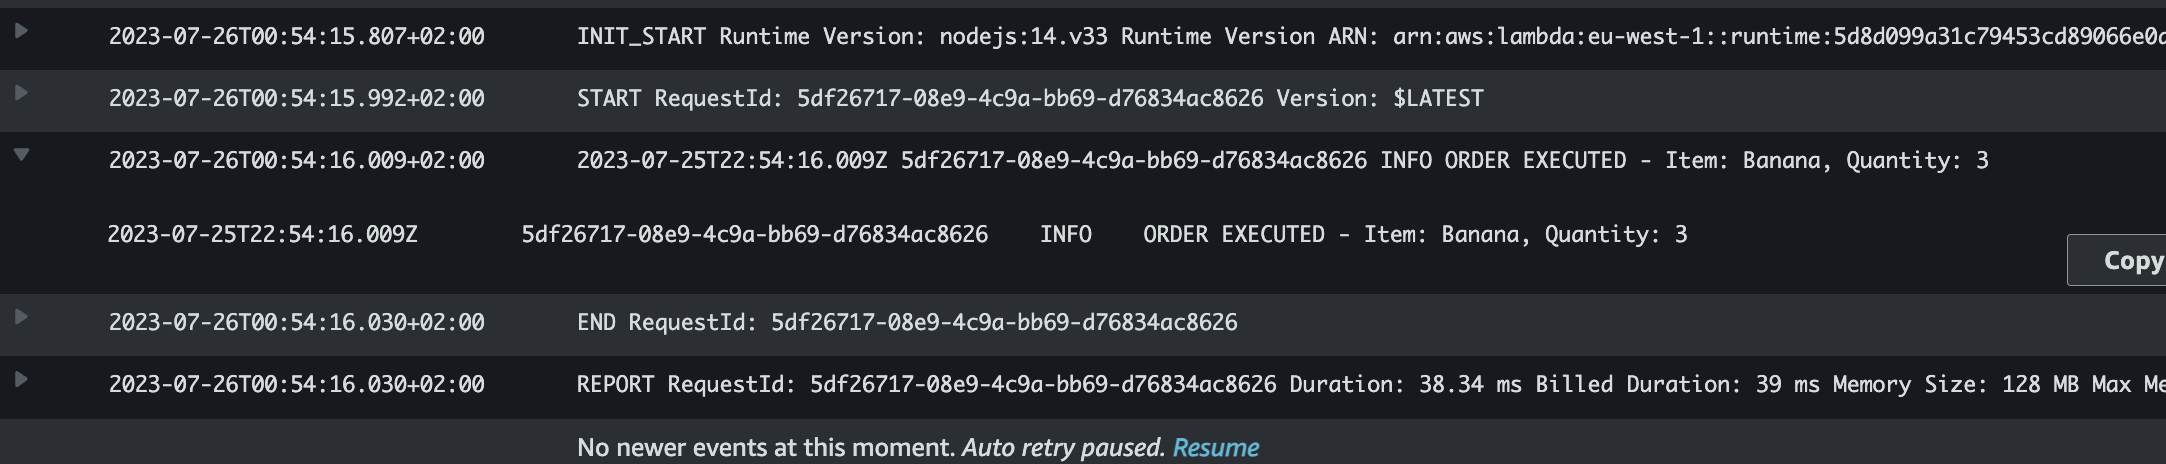 2023-07-26T00:54:15.807+02:00 INIT_START Runtime Version: nodejs:14.v33 Runtime Version ARN: arn:aws:lambda:eu-west-1::runtime:5d8d099a31c79453cd89066e0a
2023-07-26T00:54:15.992+02:00 START RequestId: 5df26717-08e9-4c9a-bb69-d76834ac8626 Version: $LATEST
2023-07-26T00:54:16.009+02:00 2023-07-25T22:54:16.009Z 5df26717-08e9-4c9a-bb69-d76834ac8626 INFO ORDER EXECUTED - Item: Banana, Quantity: 3
2023-07-25T22:54:16.009Z 5df26717-08e9-4c9a-bb69-d76834ac8626 INFO ORDER EXECUTED - Item: Banana, Quantity: 3
Copy
2023-07-26T00:54:16.030+02:00 END RequestId: 5df26717-08e9-4c9a-bb69-d76834ac8626
2023-07-26T00:54:16.030+02:00 REPORT RequestId: 5df26717-08e9-4c9a-bb69-d76834ac8626 Duration: 38.34 ms Billed Duration: 39 ms Memory Size: 128 MB Max Me
No newer events at this moment. Auto retry paused. Resume